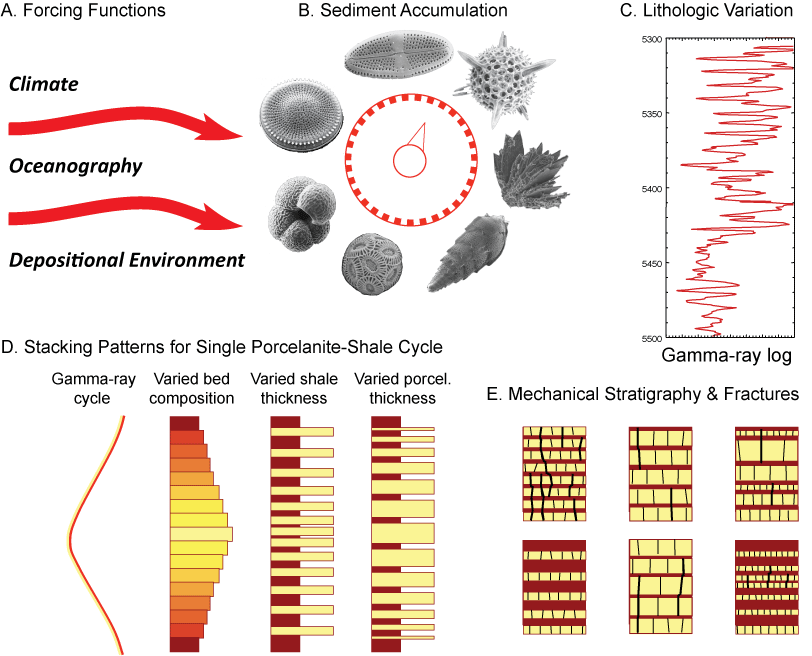 A. Forcing Functions
Climate
Oceanography
Depositional Environment
B. Sediment Accumulation
C. Lithologic Variation
5300
5350
5400
5450
5500
Gamma-ray log
D. Stacking Patterns for Single Porcelanite-Shale Cycle
Gamma-ray
cycle
Varied bed
composition
Varied shale
thickness
Varied porcel.
thickness
E. Mechanical Stratigraphy & Fractures